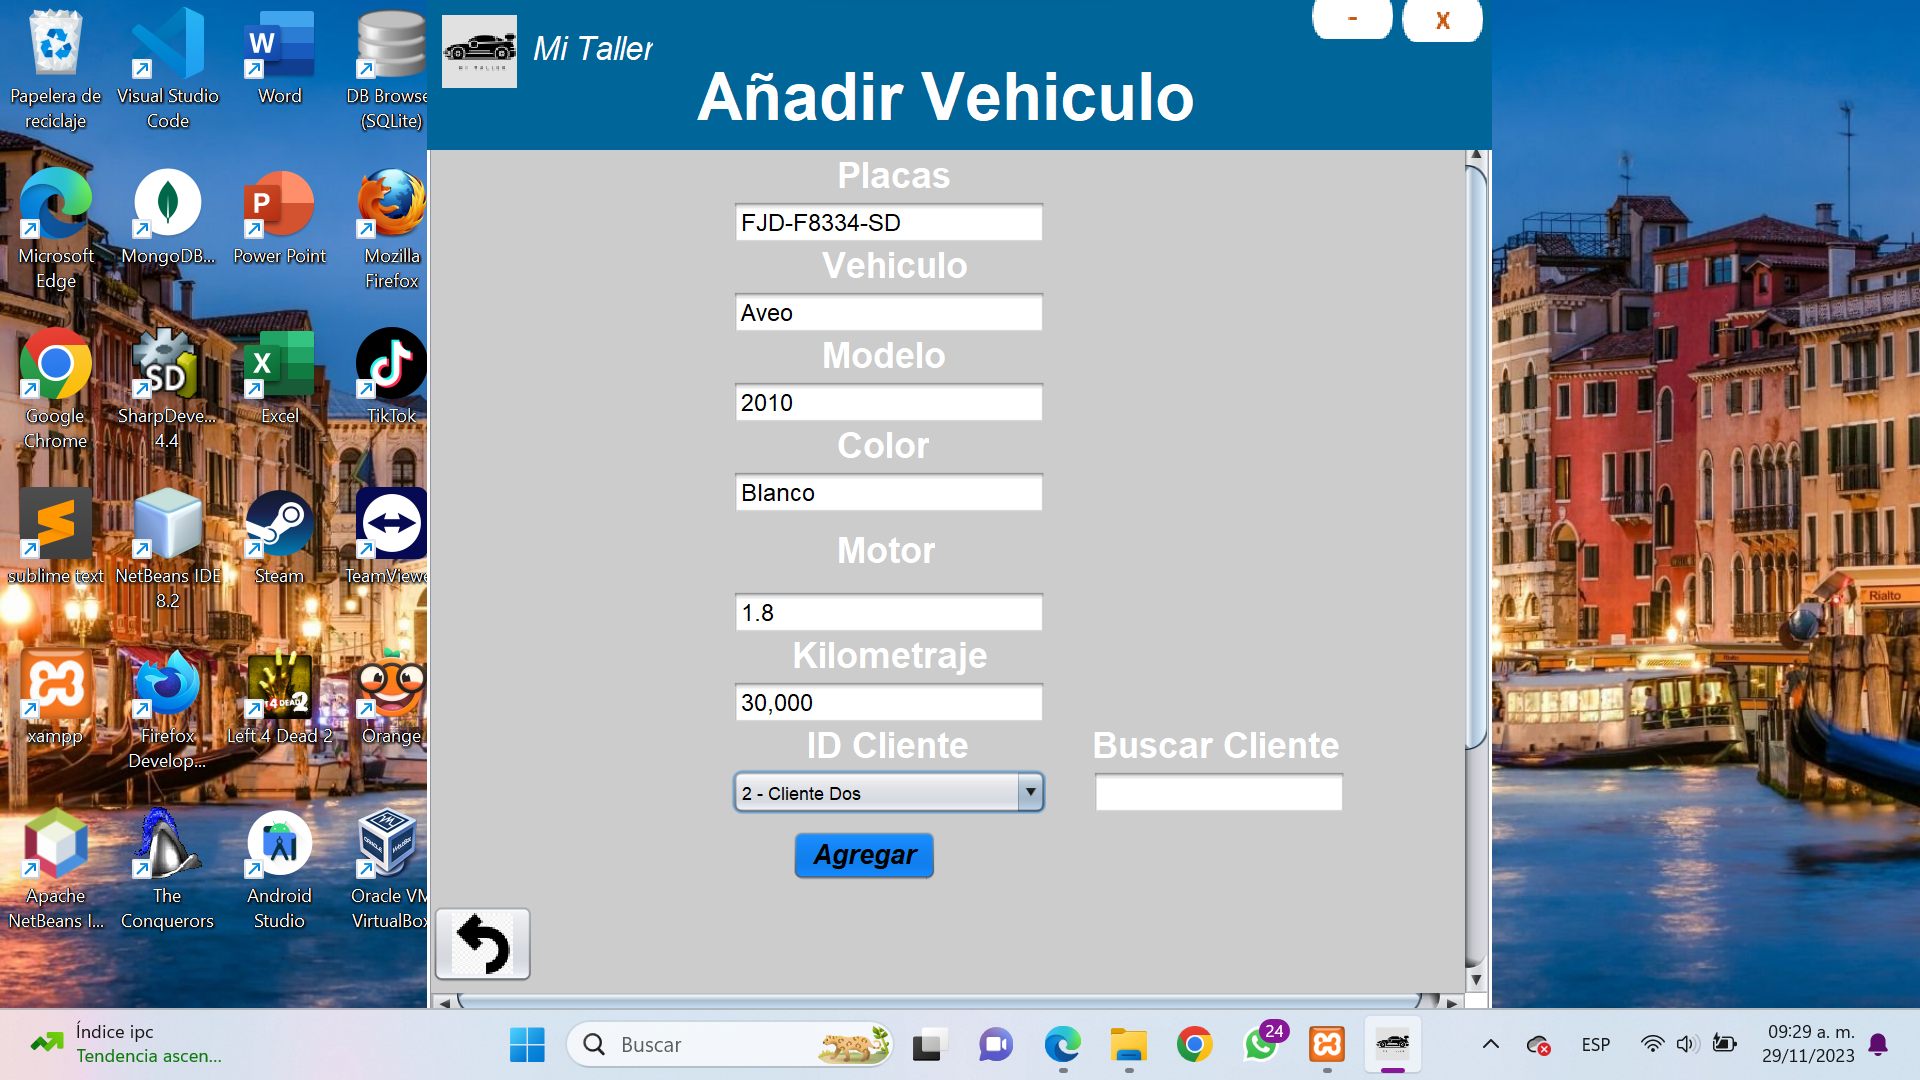 Papelera de
reciclaje
Visual Studio
Code
Word
DB Browse
(SQLite)
Microsoft
Edge
MongoDB...
Power Point
Mozilla
Firefox
Google
Chrome
SharpDeve...
4.4
Excel
TikTok
sublime text
NetBeans IDE
8.2
Steam
TeamViewe
xampp
Firefox
Develop...
Left 4 Dead 2
Orange
Apache
NetBeans I...
The
Conquerors
Android
Studio
Oracle VM
VirtualBox
MI TALLER
Mi Taller
-
x
Añadir Vehiculo
Placas
FJD-F8334-SD
Vehiculo
Aveo
Modelo
2010
Color
Blanco
Motor
1.8
Kilometraje
30,000
ID Cliente
Buscar Cliente
2 - Cliente Dos
Agregar
Rialto
Índice ipc
Tendencia ascen...
Buscar
24
ESP
09:29 a. m.
29/11/2023